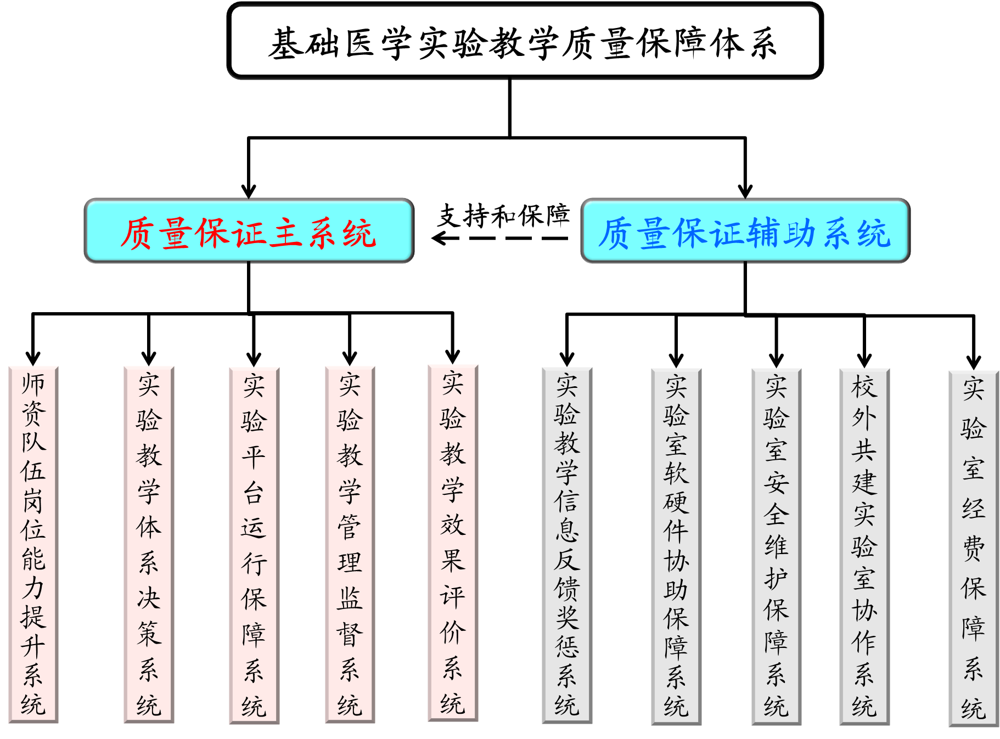 基础医学实验教学质量保障体系
质量保证主系统
支持和保障
质量保证辅助系统
师资队伍岗位能力提升系统
实验教学体系决策系统
实验平台运行保障系统
实验教学管理监督系统
实验教学效果评价系统
实验教学信息反馈奖惩系统
实验室软硬件协助保障系统
实验室安全维护保障系统
校外共建实验室协作系统
实验室经费保障系统